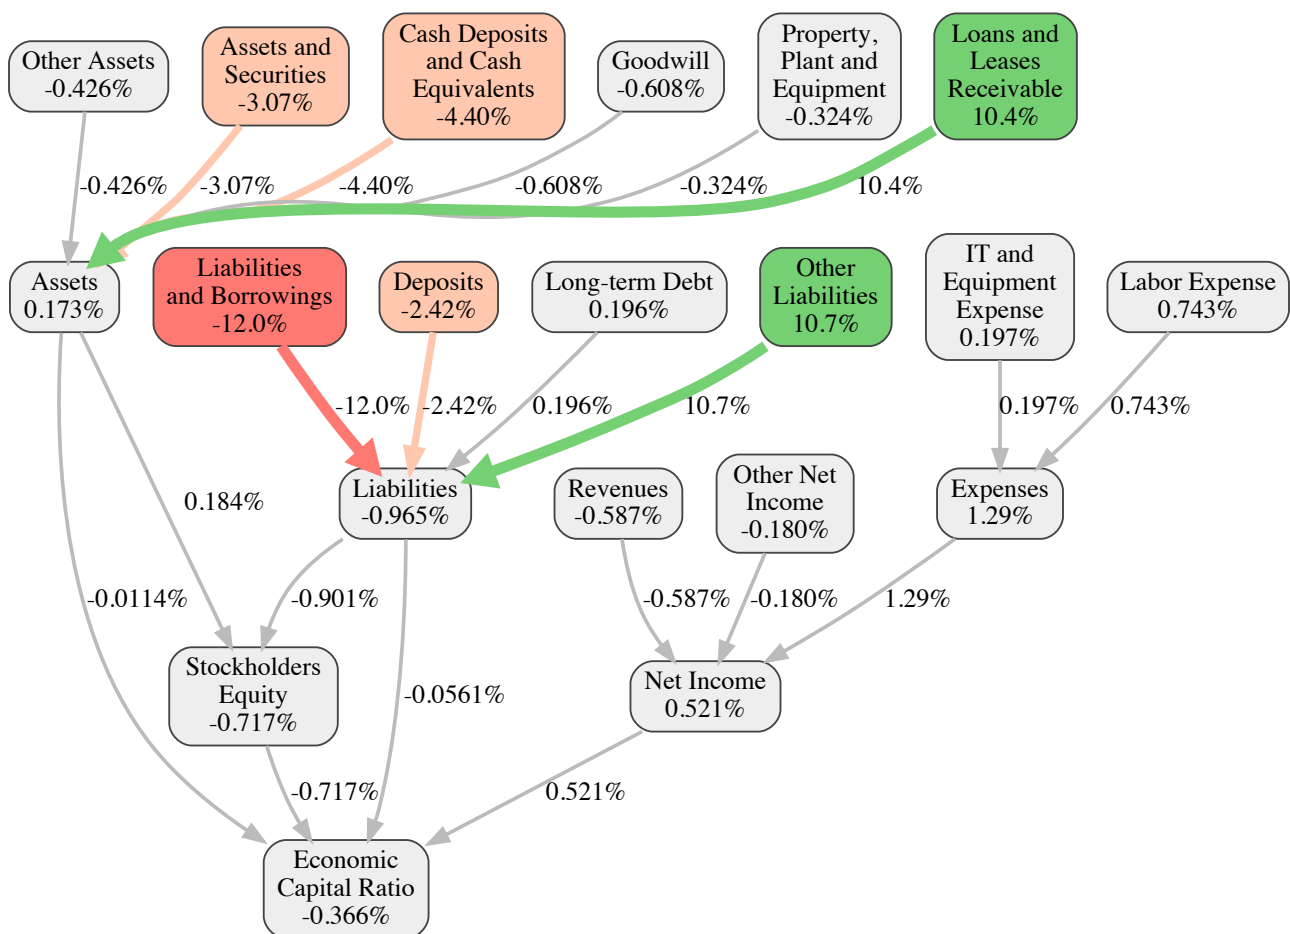 Other Assets
-0.426%
Assets and
Securities
-3.07%
Cash Deposits
and Cash
Equivalents
-4.40%
Goodwill
-0.608%
Property,
Plant and
Equipment
-0.324%
Loans and
Leases
Receivable
10.4%
-0.426%
-3.07%
-4.40%
-0.608%
-0.324%
10.4%
Assets
0.173%
Liabilities
and Borrowings
-12.0%
Deposits
-2.42%
Long-term Debt
0.196%
Other
Liabilities
10.7%
IT and
Equipment
Expense
0.197%
Labor Expense
0.743%
-12.0%
-2.42%
0.196%
10.7%
0.197%
0.743%
Liabilities
-0.965%
Revenues
-0.587%
Other Net
Income
-0.180%
Expenses
1.29%
0.184%
-0.0114%
-0.901%
-0.587%
-0.180%
1.29%
Stockholders
Equity
-0.717%
-0.0561%
Net Income
0.521%
-0.717%
0.521%
Economic
Capital Ratio
-0.366%